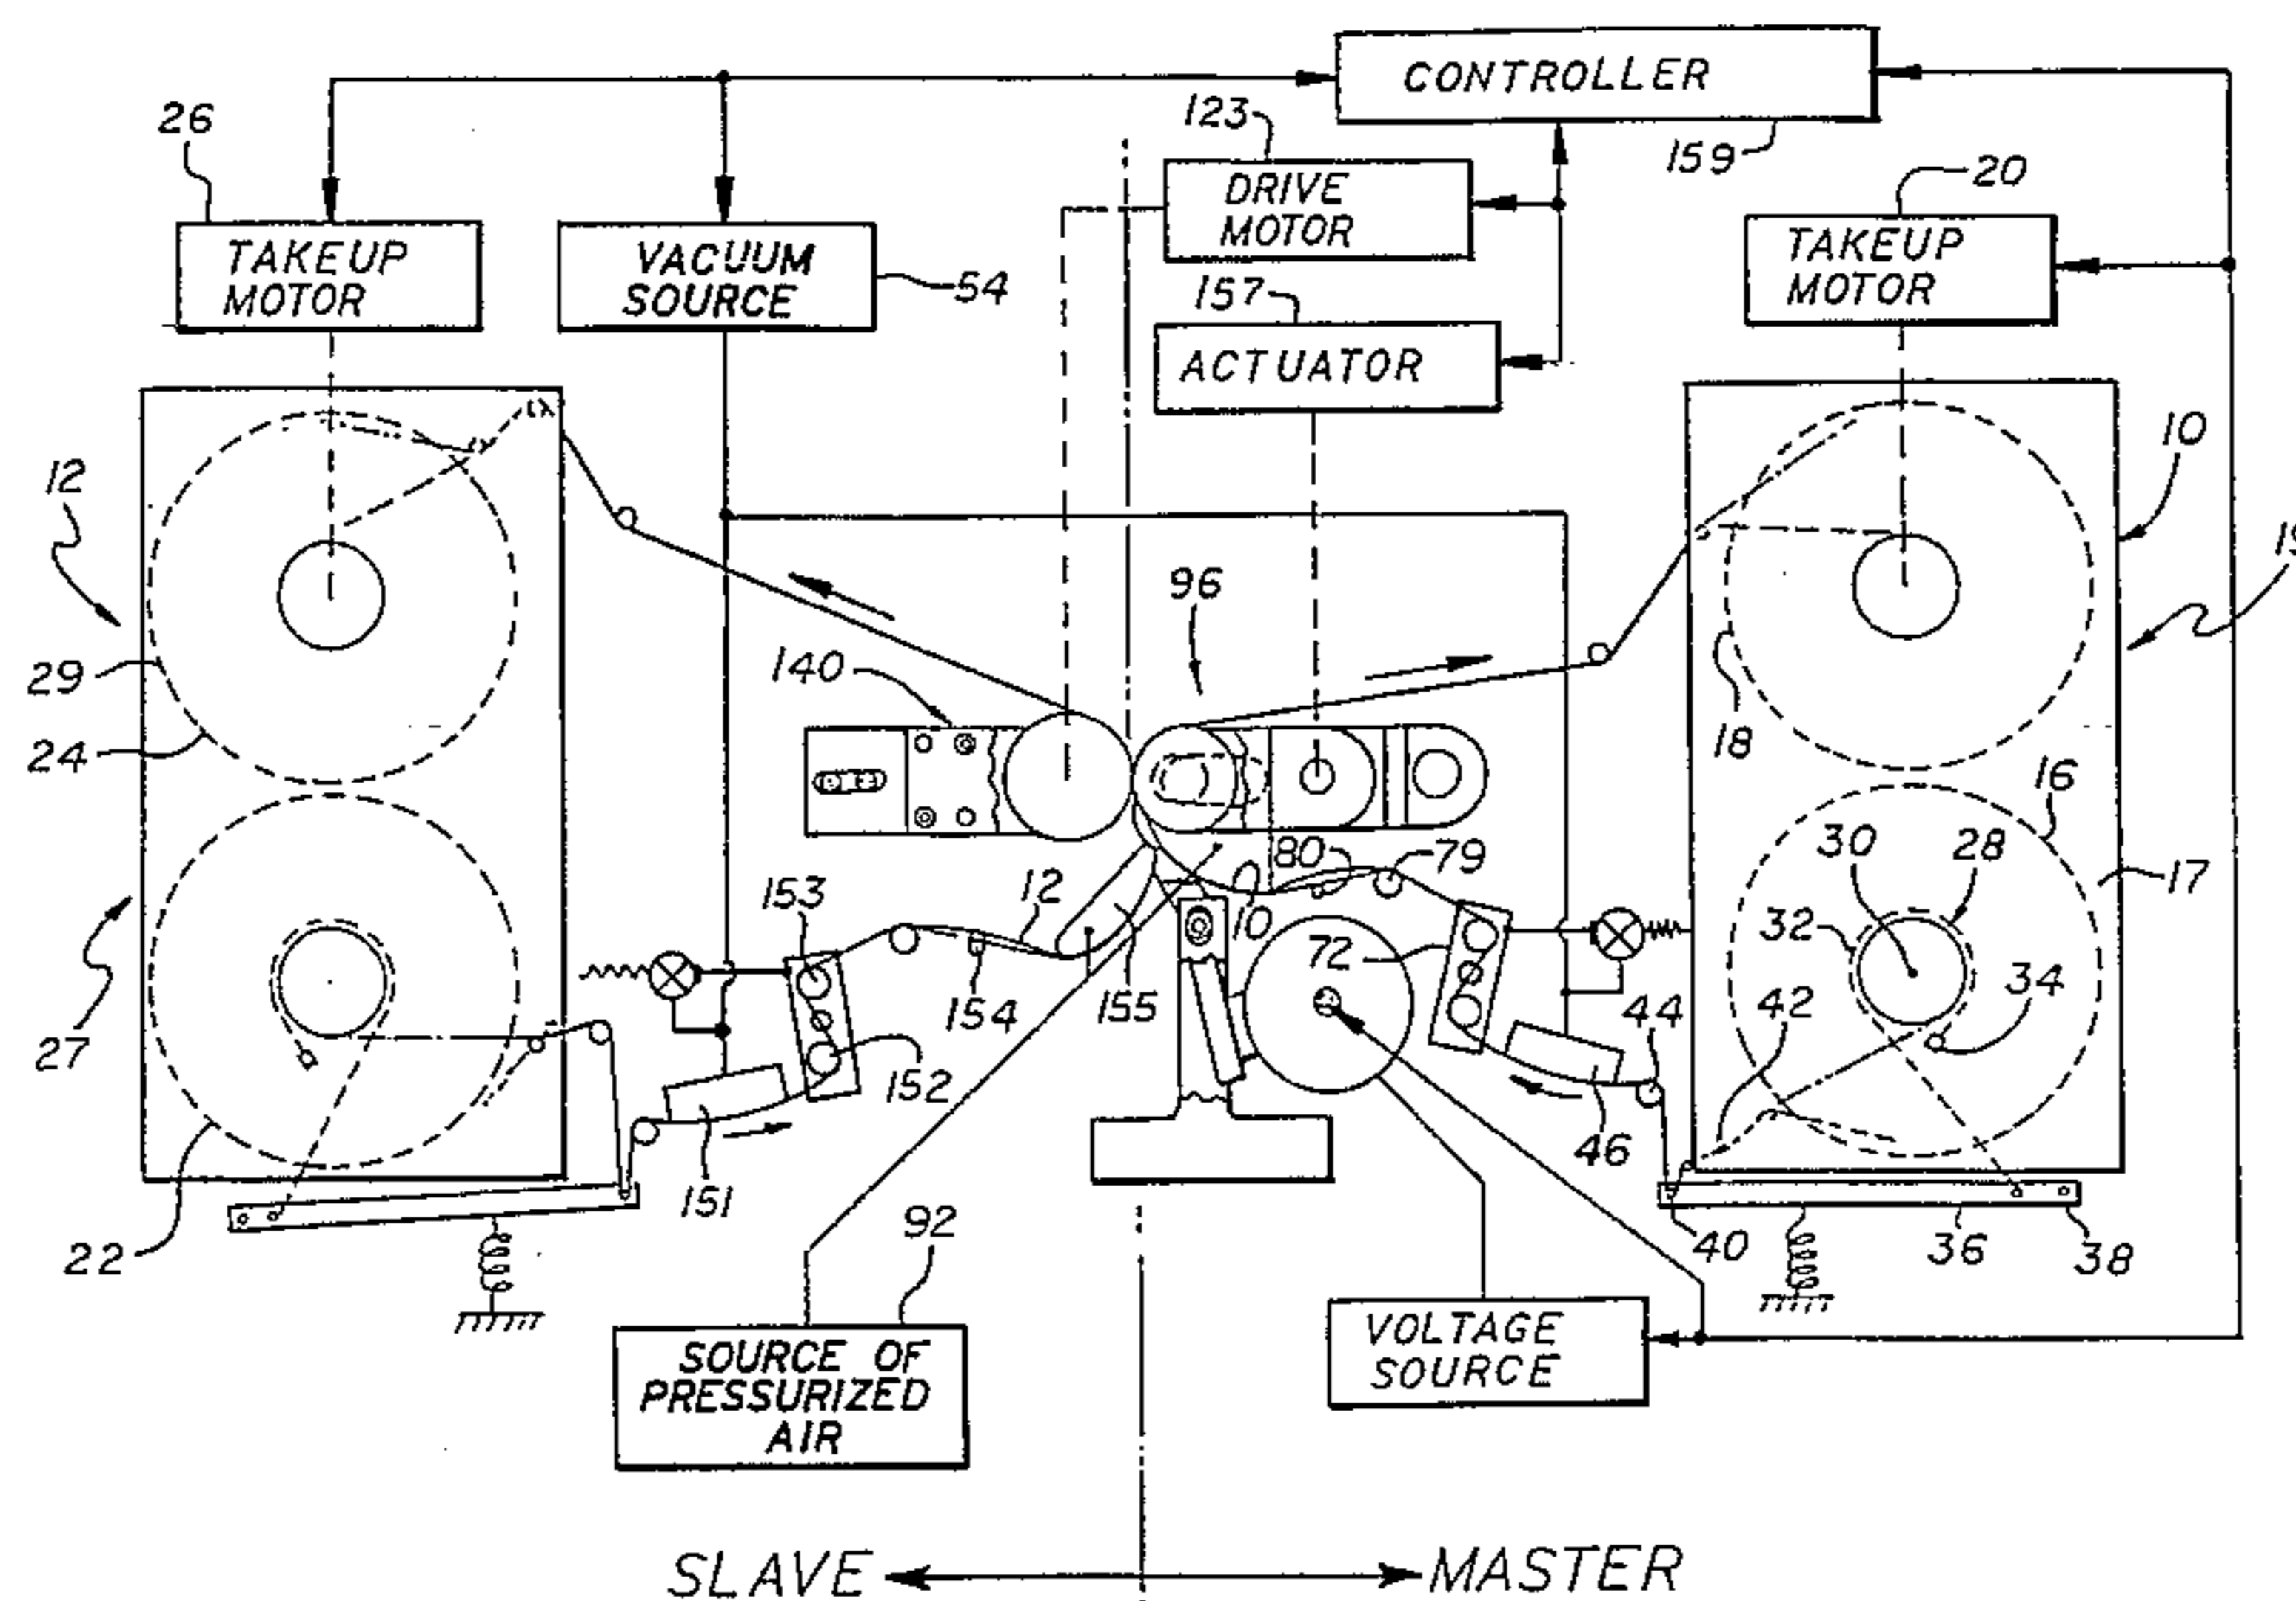 CONTROLLER
159
26
TAKEUP
MOTOR
VACUUM
SOURCE
54
123
DRIVE
MOTOR
157
ACTUATOR
20
TAKEUP
MOTOR
12
10
96
140
29
24
18
16
30
28
17
32
34
42
80
79
10
12
153
154
155
72
44
27
152
151
46
22
40
36
38
92
SOURCE OF
PRESSURIZED
AIR
VOLTAGE
SOURCE
SLAVE
MASTER